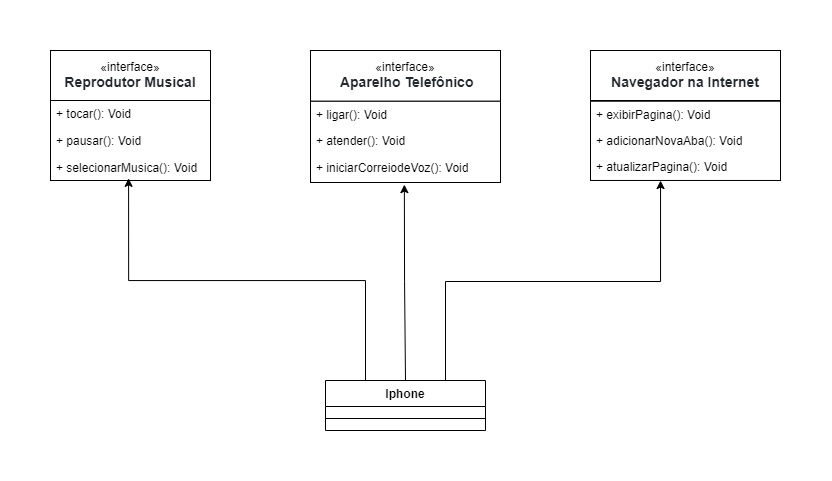 «interface»
Reprodutor Musical
+ tocar(): Void
+ pausar(): Void
+ selecionarMusica(): Void
«interface»
Aparelho Telefônico
+ ligar(): Void
+ atender(): Void
+ iniciarCorreiodeVoz(): Void
«interface»
Navegador na Internet
+ exibirPagina(): Void
+ adicionarNovaAba(): Void
+ atualizarPagina(): Void
Iphone